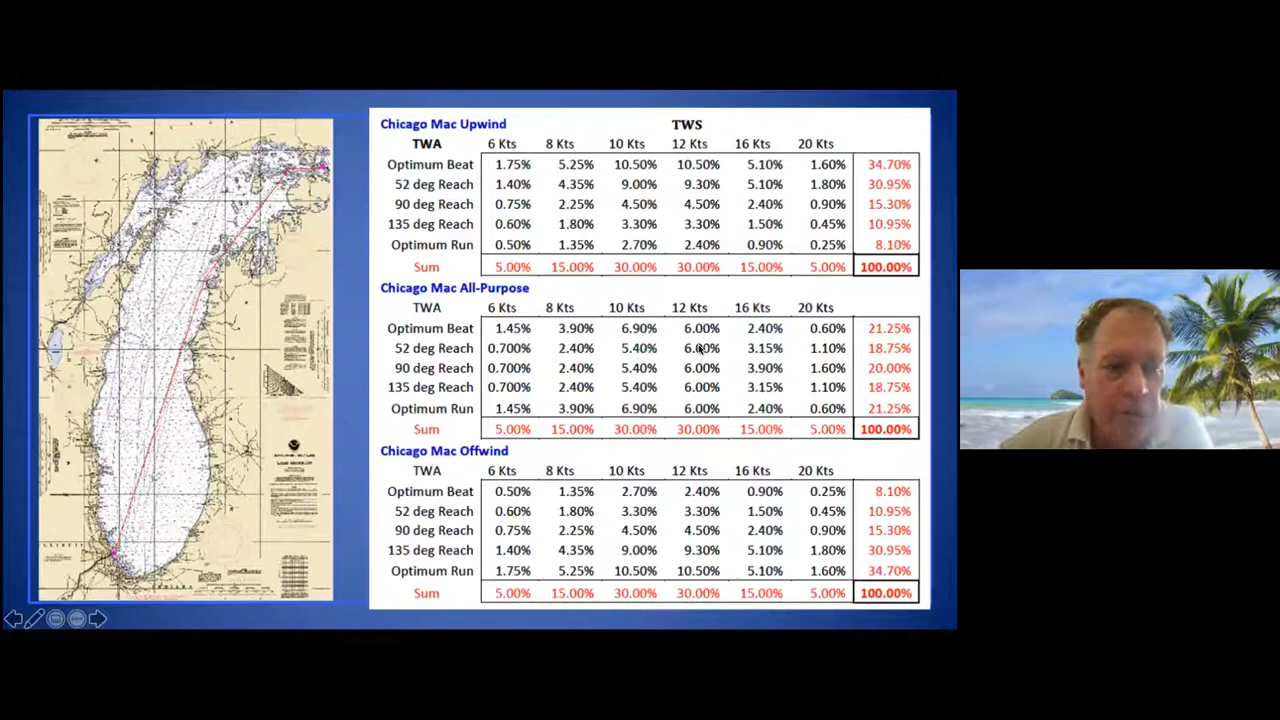 Chicago Mac Upwind TWS
TWA 6 Kts 8 Kts 10 Kts 12 Kts 16 Kts 20 Kts
Optimum Beat 1.75% 5.25% 10.50% 10.50% 5.10% 1.60% 34.70%
52 deg Reach 1.40% 4.35% 9.00% 9.30% 5.10% 1.80% 30.95%
90 deg Reach 0.75% 2.25% 4.50% 4.50% 2.40% 0.90% 15.30%
135 deg Reach 0.60% 1.80% 3.30% 3.30% 1.50% 0.45% 10.95%
Optimum Run 0.50% 1.35% 2.70% 2.40% 0.90% 0.25% 8.10%
Sum 5.00% 15.00% 30.00% 30.00% 15.00% 5.00% 100.00%
Chicago Mac All-Purpose
TWA 6 Kts 8 Kts 10 Kts 12 Kts 16 Kts 20 Kts
Optimum Beat 1.45% 3.90% 6.90% 6.00% 2.40% 0.60% 21.25%
52 deg Reach 0.700% 2.40% 5.40% 6.00% 3.15% 1.10% 18.75%
90 deg Reach 0.700% 2.40% 5.40% 6.00% 3.90% 1.60% 20.00%
135 deg Reach 0.700% 2.40% 5.40% 6.00% 3.15% 1.10% 18.75%
Optimum Run 1.45% 3.90% 6.90% 6.00% 2.40% 0.60% 21.25%
Sum 5.00% 15.00% 30.00% 30.00% 15.00% 5.00% 100.00%
Chicago Mac Offwind
TWA 6 Kts 8 Kts 10 Kts 12 Kts 16 Kts 20 Kts
Optimum Beat 0.50% 1.35% 2.70% 2.40% 0.90% 0.25% 8.10%
52 deg Reach 0.60% 1.80% 3.30% 3.30% 1.50% 0.45% 10.95%
90 deg Reach 0.75% 2.25% 4.50% 4.50% 2.40% 0.90% 15.30%
135 deg Reach 1.40% 4.35% 9.00% 9.30% 5.10% 1.80% 30.95%
Optimum Run 1.75% 5.25% 10.50% 10.50% 5.10% 1.60% 34.70%
Sum 5.00% 15.00% 30.00% 30.00% 15.00% 5.00% 100.00%